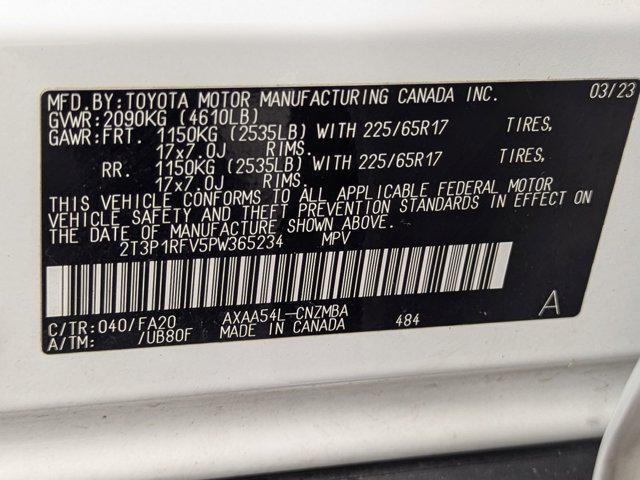 MFD.BY:TOYOTA MOTOR MANUFACTURING CANADA INC. 03/23
GVWR:2090KG (4610LB)
GAWR:FRT. 1150KG (2535LB) WITH 225/65R17 TIRES,
17x7.0J RIMS.
RR. 1150KG (2535LB) WITH 225/65R17 TIRES,
17x7.0J RIMS.
THIS VEHICLE CONFORMS TO ALL APPLICABLE FEDERAL MOTOR
VEHICLE SAFETY AND THEFT PREVENTION STANDARDS IN EFFECT ON
THE DATE OF MANUFACTURE SHOWN ABOVE.
2T3P1RFV5PW365234 MPV
C/TR:040/FA20 AXAA54L-CNZMBA A
A/TM: /UB80F MADE IN CANADA 484